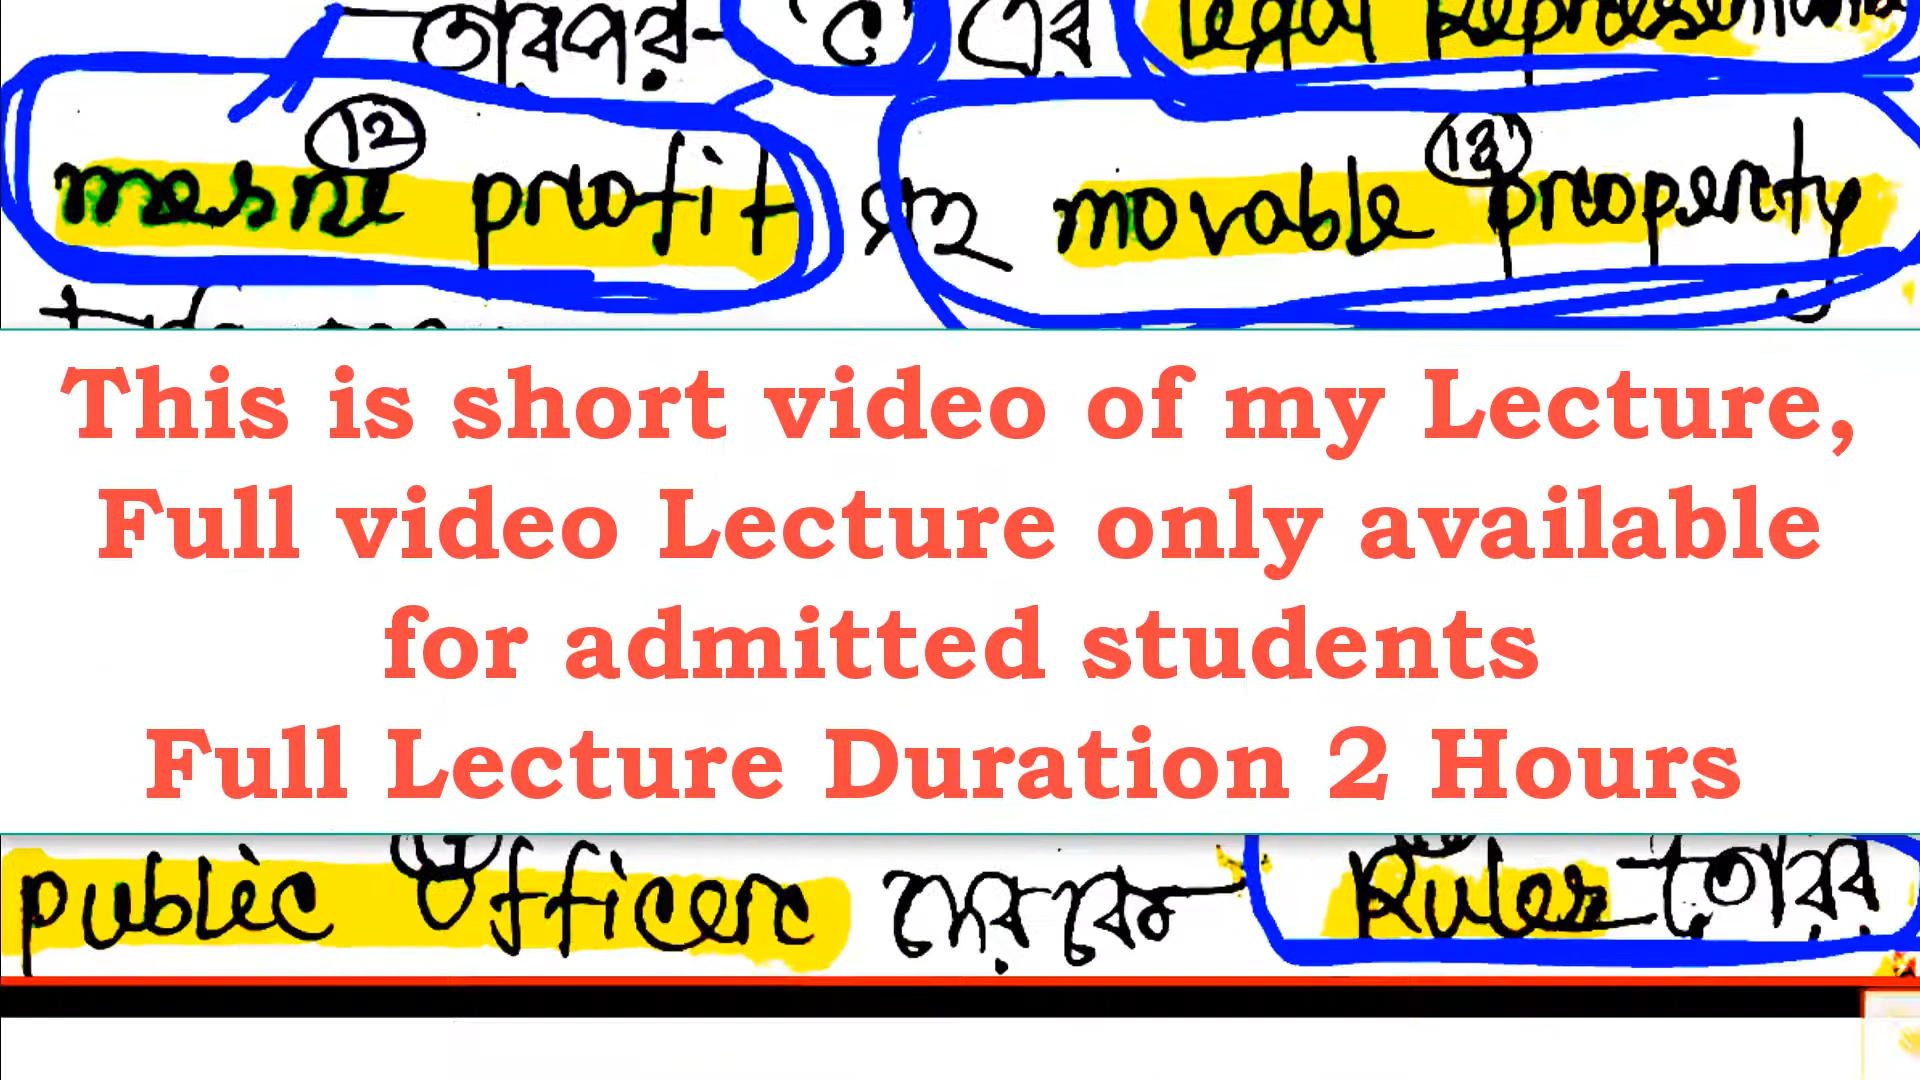 তারপর- C এর legal Representative
mesne 12 profit সহ movable 13 property
This is short video of my Lecture,
Full video Lecture only available
for admitted students
Full Lecture Duration 2 Hours
public Officer দের বেন Rules তৈরির